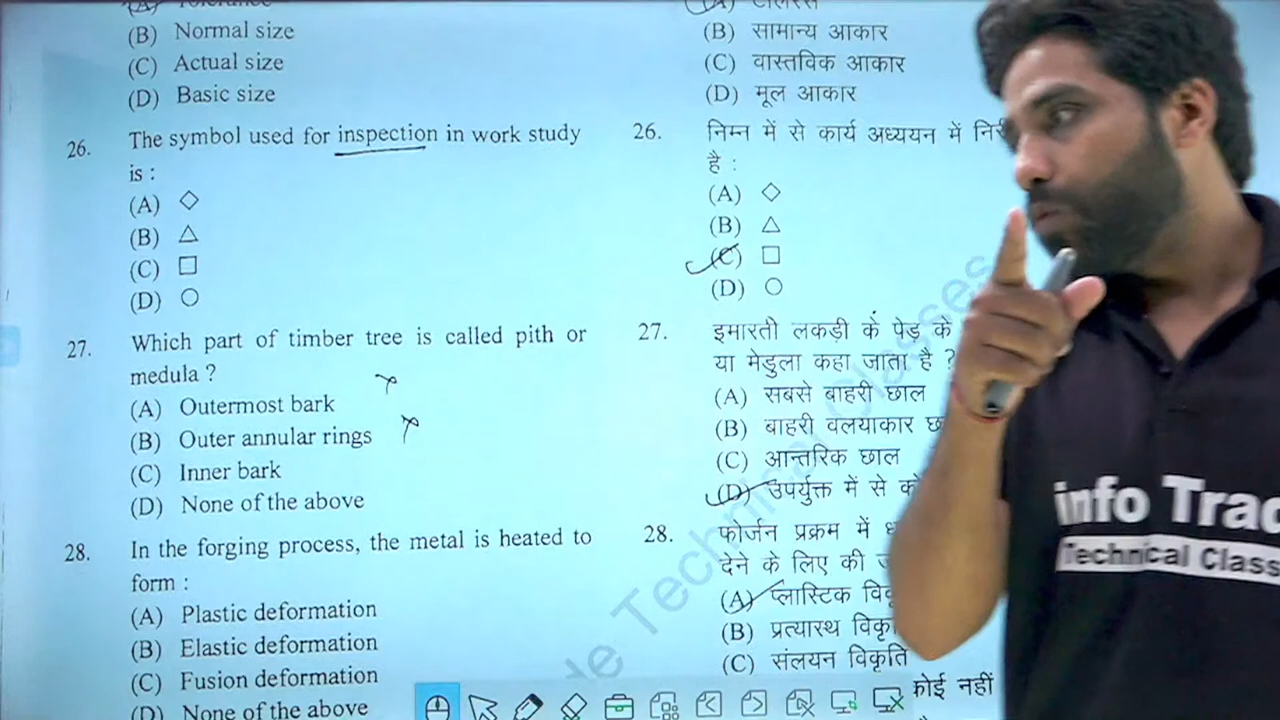 (A) Tolerance
(B) Normal size
(C) Actual size
(D) Basic size
26. The symbol used for inspection in work study
is :
(A) ◇
(B) △
(C) □
(D) ○
27. Which part of timber tree is called pith or
medula ?
(A) Outermost bark
(B) Outer annular rings
(C) Inner bark
(D) None of the above
28. In the forging process, the metal is heated to
form :
(A) Plastic deformation
(B) Elastic deformation
(C) Fusion deformation
(D) None of the above
(A) टॉलरेंस
(B) सामान्य आकार
(C) वास्तविक आकार
(D) मूल आकार
26. निम्न में से कार्य अध्ययन में
है :
(A) ◇
(B) △
(C) □
(D) ○
27. इमारती लकड़ी के पेड़ के
या मेडुला कहा जाता है ?
(A) सबसे बाहरी छाल
(B) बाहरी वलयाकार
(C) आन्तरिक छाल
(D) उपर्युक्त में से
28. फोर्जन प्रक्रम में
देने के लिए की
(A) प्लास्टिक
(B) प्रत्यास्थ
(C) संलयन विकृति
कोई नहीं
Technical Classes
info Trac
Technical Class